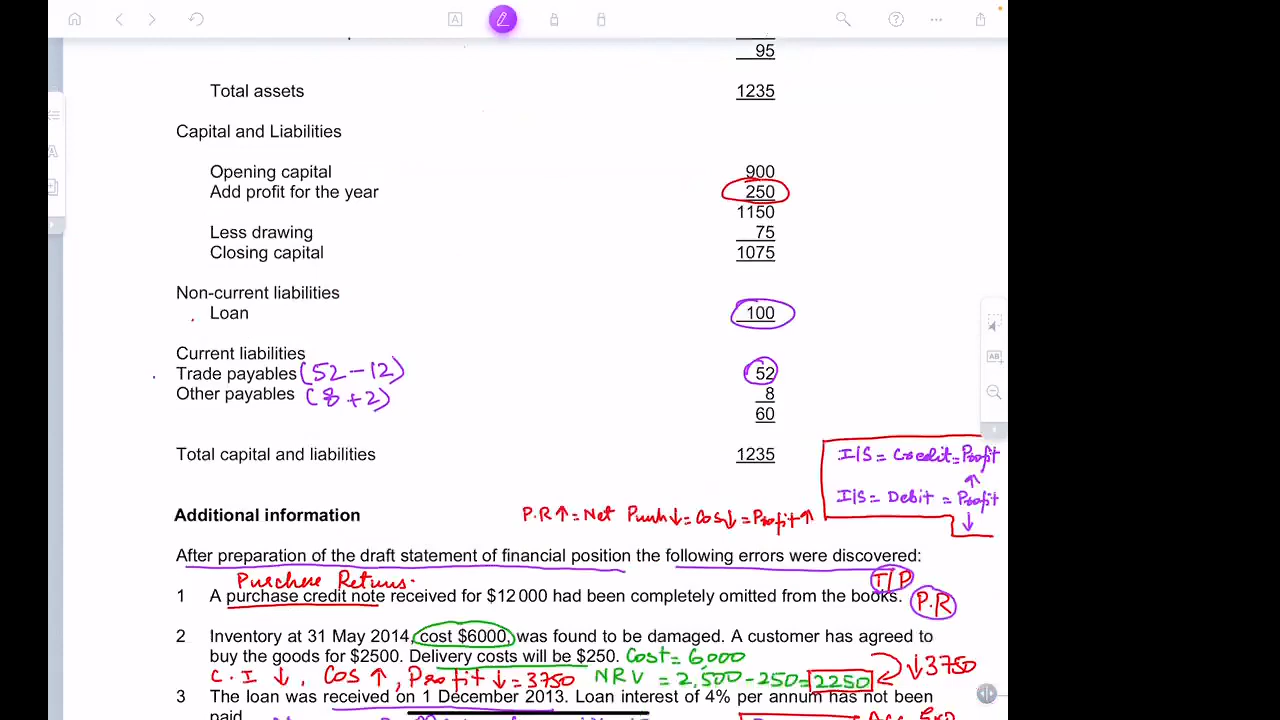 95
Total assets 1235
Capital and Liabilities
Opening capital 900
Add profit for the year 250
1150
Less drawing 75
Closing capital 1075
Non-current liabilities
Loan 100
Current liabilities
Trade payables (52-12) 52
Other payables (8+2) 8
60
Total capital and liabilities 1235
I/S = Credit = Profit ↑
I/S = Debit = Profit ↓
Additional information
P.R↑ = Net Purch↓ = Cos↓ = Profit↑
After preparation of the draft statement of financial position the following errors were discovered:
Purchase Returns.
T/P
1 A purchase credit note received for $12 000 had been completely omitted from the books.
P.R
2 Inventory at 31 May 2014, cost $6000, was found to be damaged. A customer has agreed to
buy the goods for $2500. Delivery costs will be $250. Cost = 6000
↓3750
C.I ↓, Cos ↑, Profit ↓ = 3750 NRV = 2,500-250 = 2250
3 The loan was received on 1 December 2013. Loan interest of 4% per annum has not been
paid